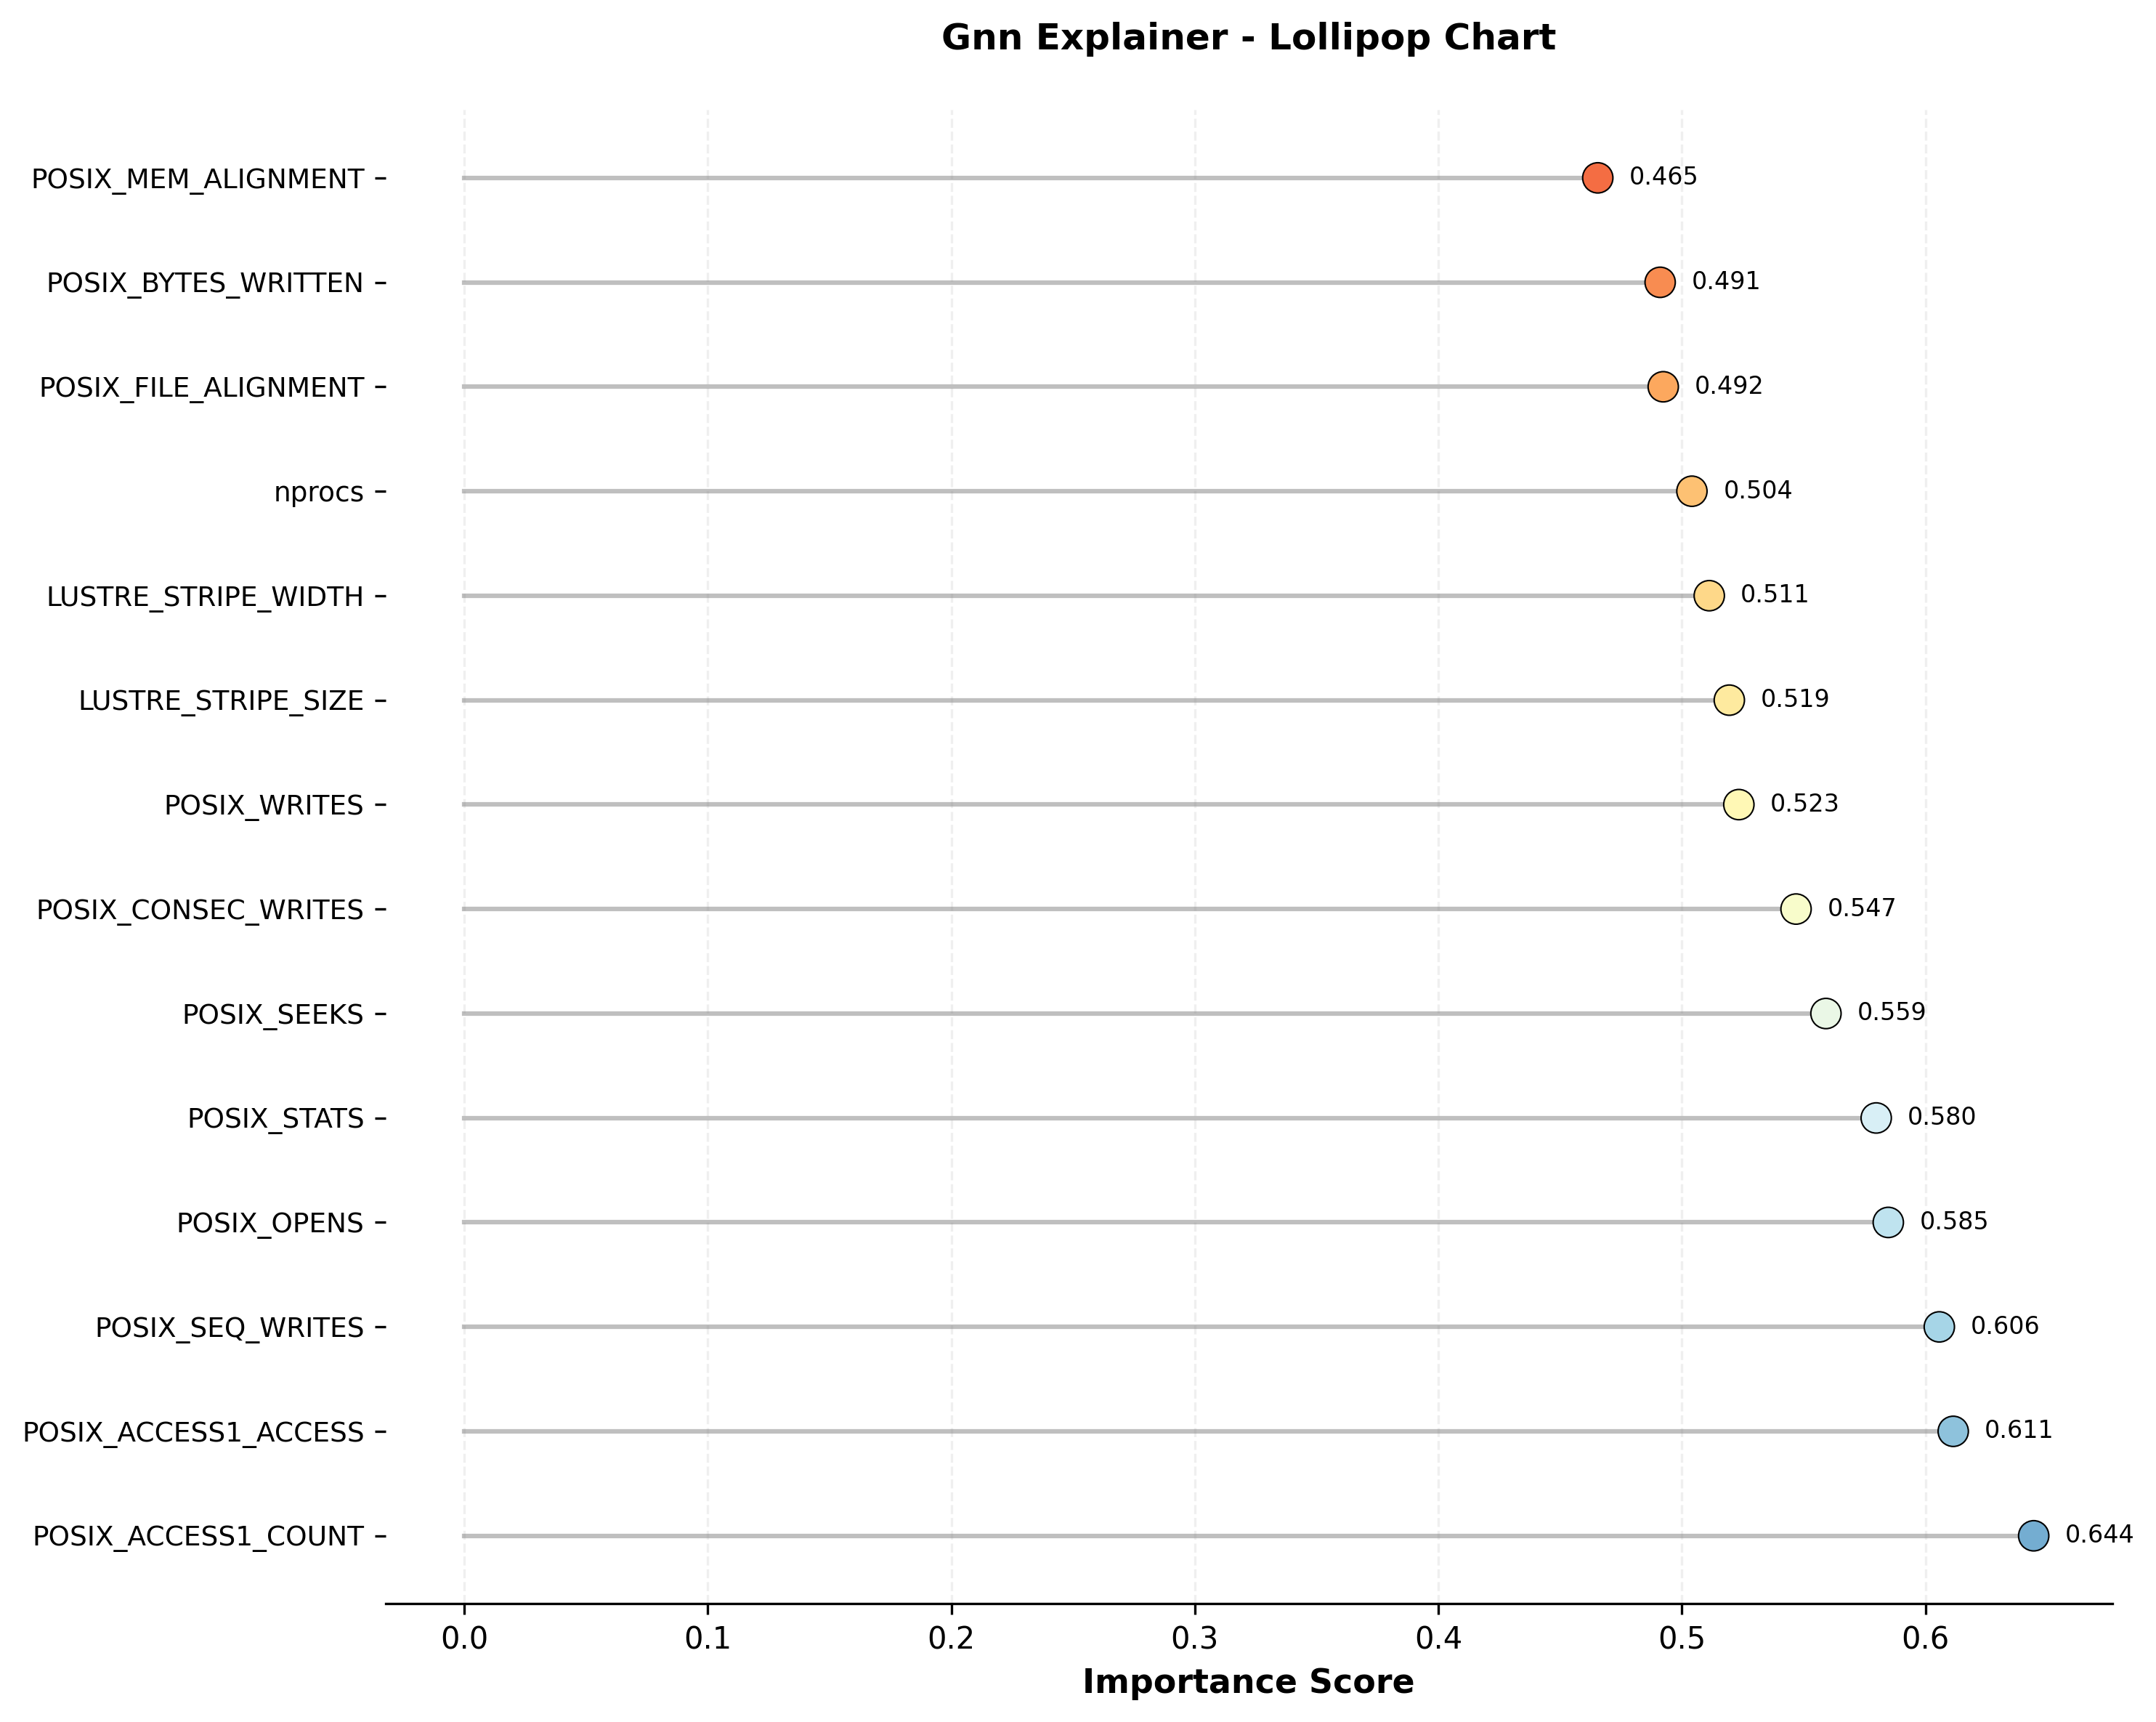 Gnn Explainer - Lollipop Chart
POSIX_MEM_ALIGNMENT 0.465
POSIX_BYTES_WRITTEN 0.491
POSIX_FILE_ALIGNMENT 0.492
nprocs 0.504
LUSTRE_STRIPE_WIDTH 0.511
LUSTRE_STRIPE_SIZE 0.519
POSIX_WRITES 0.523
POSIX_CONSEC_WRITES 0.547
POSIX_SEEKS 0.559
POSIX_STATS 0.580
POSIX_OPENS 0.585
POSIX_SEQ_WRITES 0.606
POSIX_ACCESS1_ACCESS 0.611
POSIX_ACCESS1_COUNT 0.644
0.0 0.1 0.2 0.3 0.4 0.5 0.6
Importance Score